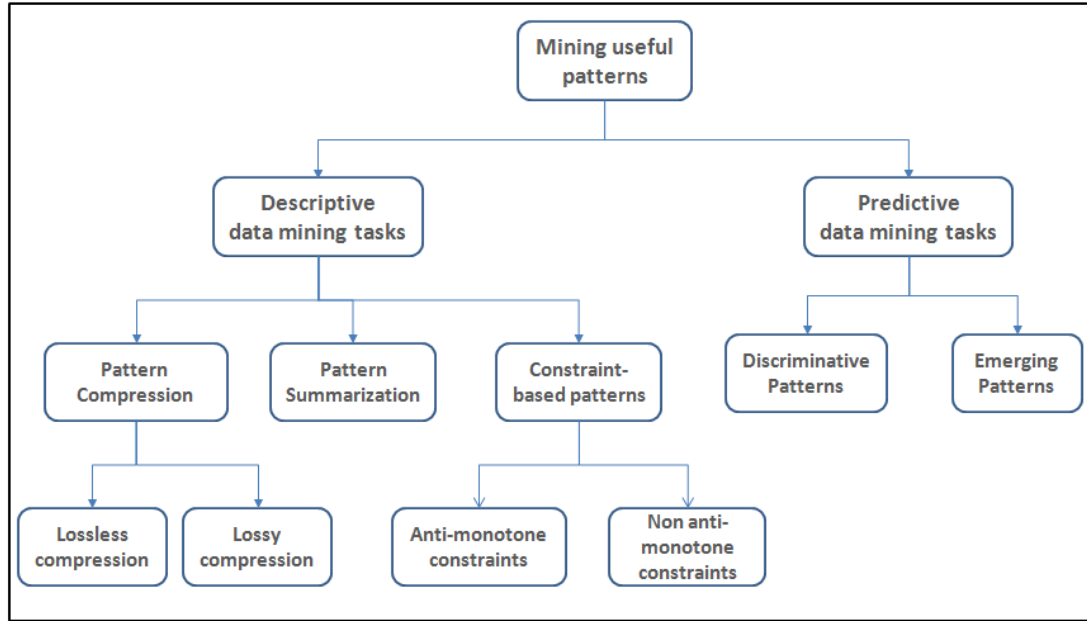 Mining useful
patterns
Descriptive
data mining tasks
Predictive
data mining tasks
Pattern
Compression
Pattern
Summarization
Constraint-
based patterns
Discriminative
Patterns
Emerging
Patterns
Lossless
compression
Lossy
compression
Anti-monotone
constraints
Non anti-
monotone
constraints